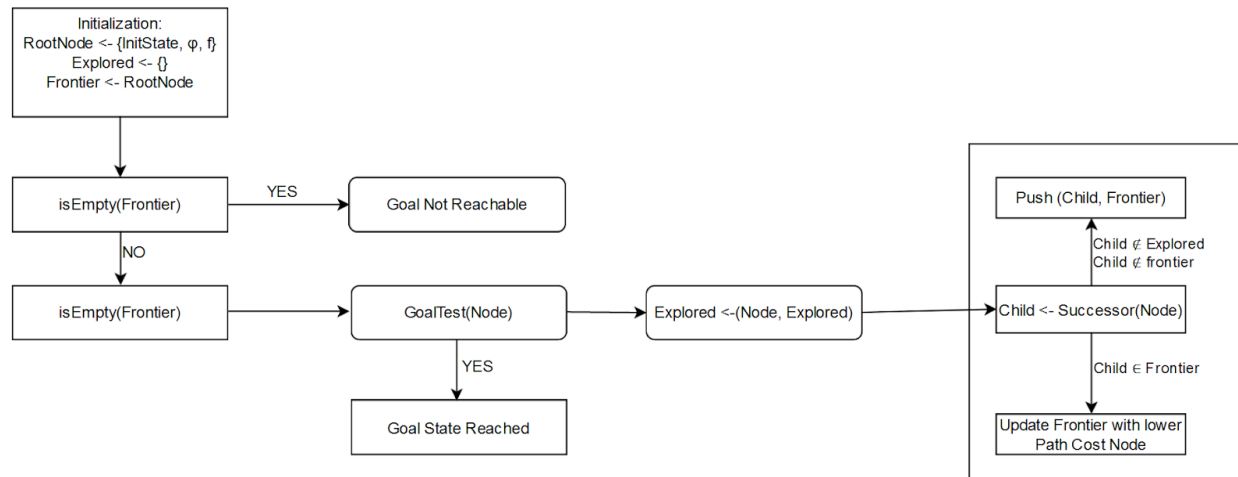 Initialization:
RootNode <- {InitState, φ, f}
Explored <- {}
Frontier <- RootNode
isEmpty(Frontier)
YES
Goal Not Reachable
NO
isEmpty(Frontier)
GoalTest(Node)
Explored <-(Node, Explored)
YES
Goal State Reached
Push (Child, Frontier)
Child ∉ Explored
Child ∉ frontier
Child <- Successor(Node)
Child ∈ Frontier
Update Frontier with lower
Path Cost Node